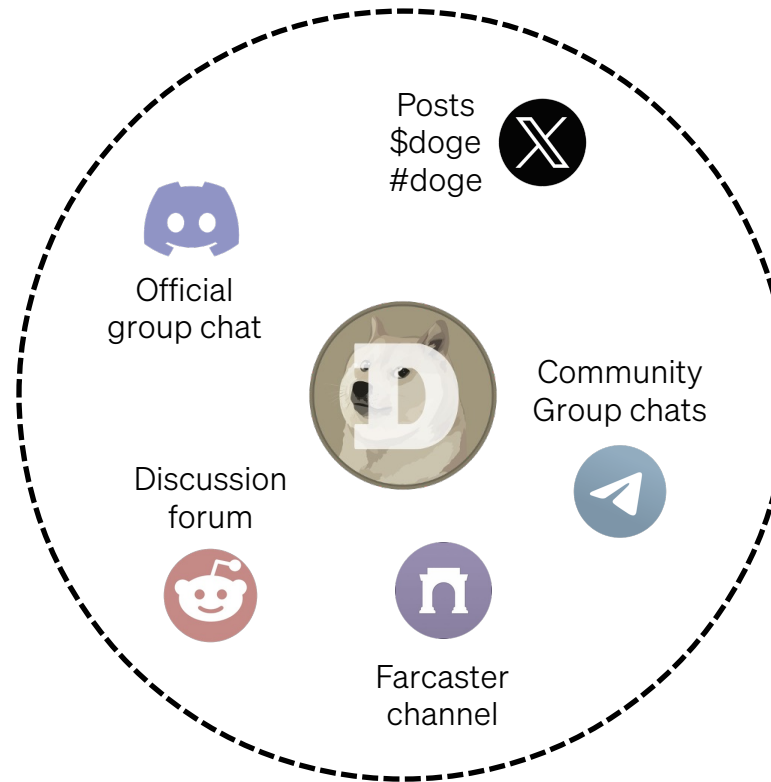 Posts
$doge
#doge
Official
group chat
D
Community
Group chats
Discussion
forum
Farcaster
channel